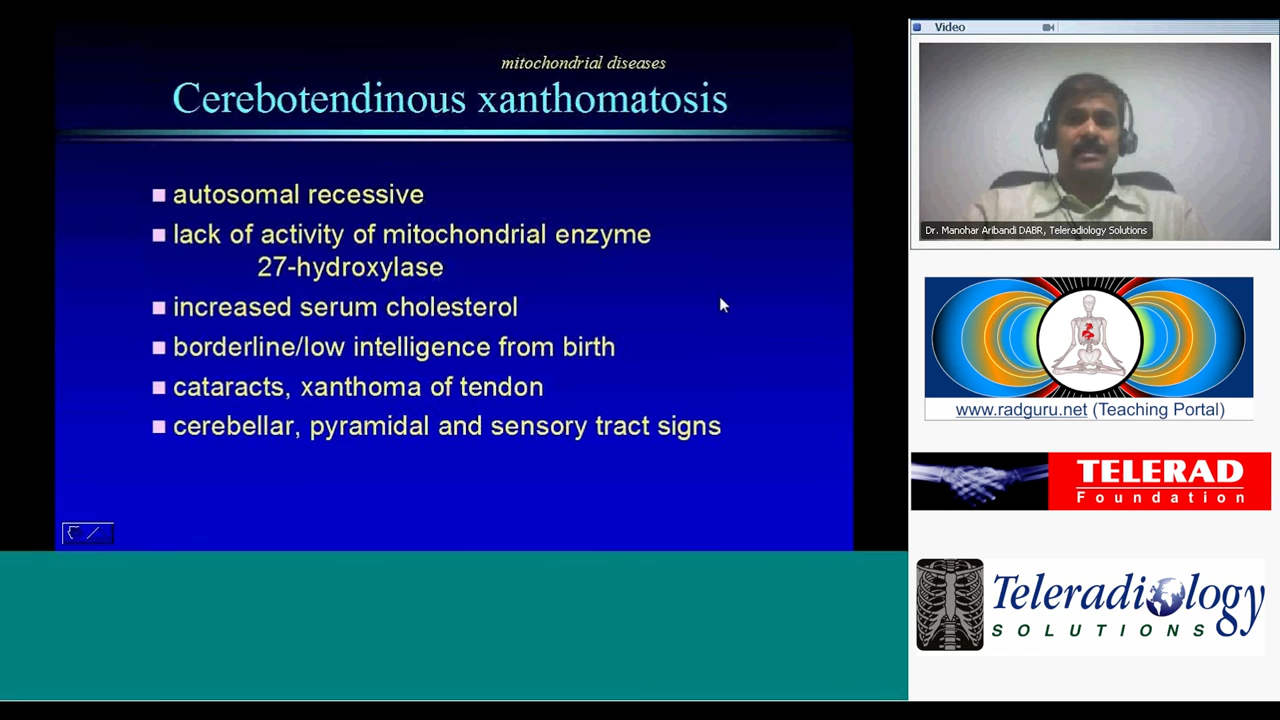 mitochondrial diseases
Cerebotendinous xanthomatosis
autosomal recessive
lack of activity of mitochondrial enzyme
27-hydroxylase
increased serum cholesterol
borderline/low intelligence from birth
cataracts, xanthoma of tendon
cerebellar, pyramidal and sensory tract signs
Video
Dr. Manohar Aribandi DABR, Teleradiology Solutions
www.radguru.net (Teaching Portal)
TELERAD
Foundation
Teleradiology
SOLUTIONS